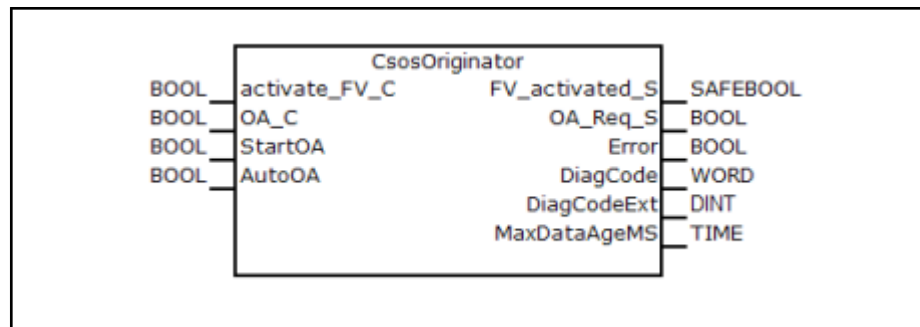 CsosOriginator
BOOL activate_FV_C FV_activated_S SAFEBOOL
BOOL OA_C OA_Req_S BOOL
BOOL StartOA Error BOOL
BOOL AutoOA DiagCode WORD
DiagCodeExt DINT
MaxDataAgeMS TIME